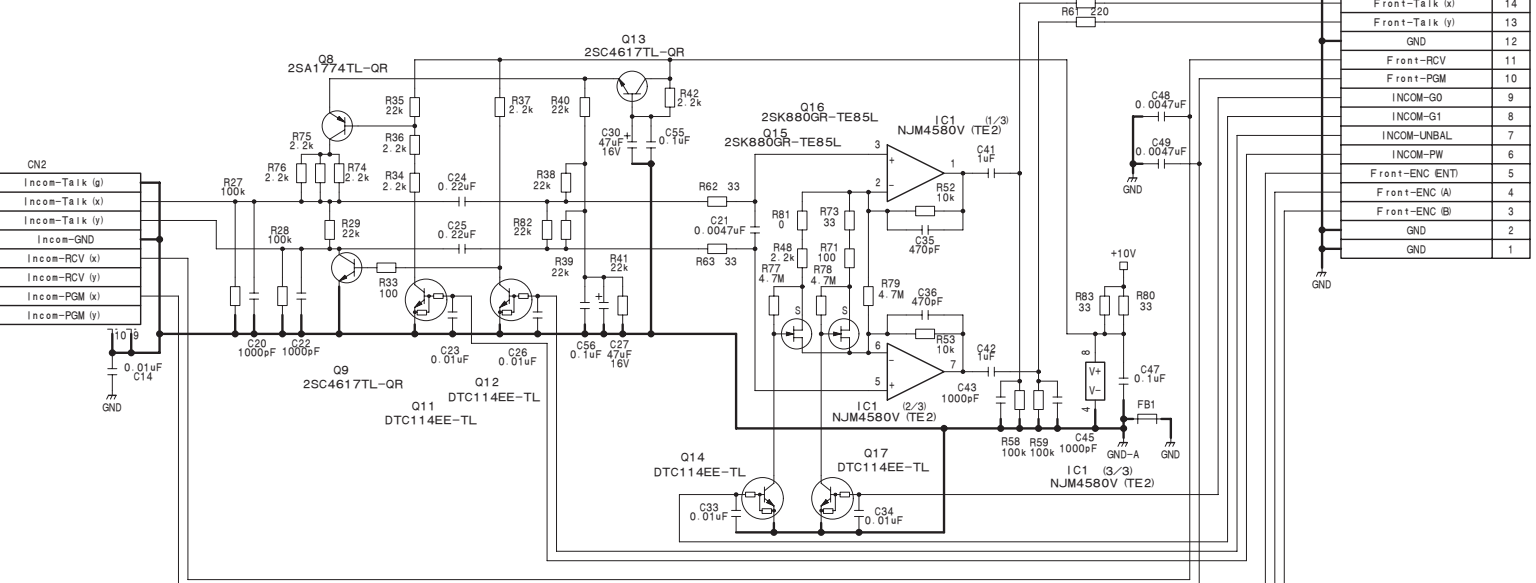 Front-Talk (x) 14
R61 220
Front-Talk (y) 13
GND 12
Front-RCV 11
Front-PGM 10
INCOM-G0 9
INCOM-G1 8
INCOM-UNBAL 7
INCOM-PW 6
Front-ENC (ENT) 5
Front-ENC (A) 4
Front-ENC (B) 3
GND 2
GND 1
GND
Q13
2SC4617TL-QR
Q8
2SA1774TL-QR
R35
22k
R37
2.2k
R40
22k
R42
2.2k
R36
2.2k
R34
2.2k
R75
2.2k
R76
2.2k
R74
2.2k
C30
47uF
16V
+
C55
0.1uF
Q16
2SK880GR-TE85L
Q15
2SK880GR-TE85L
IC1 (1/3)
NJM4580V (TE2)
C48
0.0047uF
C49
0.0047uF
GND
CN2
Incom-Talk (g)
Incom-Talk (x)
Incom-Talk (y)
Incom-GND
Incom-RCV (x)
Incom-RCV (y)
Incom-PGM (x)
Incom-PGM (y)
10 9
0.01uF
C14
GND
R27
100k
R28
100k
R29
22k
C24
0.22uF
C25
0.22uF
R38
22k
R82
22k
R39
22k
R41
22k
R62 33
C21
0.0047uF
R63 33
3
+
2
−
1
C41
1uF
R52
10k
C35
470pF
R81
0
R73
33
R48
2.2k
R71
100
R77
4.7M
R78
4.7M
R79
4.7M
C36
470pF
R53
10k
S
S
6
−
5
+
7
C42
1uF
R33
100
C20
1000pF
C22
1000pF
C23
0.01uF
C26
0.01uF
C56
0.1uF
+
C27
47uF
16V
Q9
2SC4617TL-QR
Q12
DTC114EE-TL
Q11
DTC114EE-TL
IC1 (2/3)
NJM4580V (TE2)
C43
1000pF
R58
100k
R59
100k
C45
1000pF
+10V
R83
33
R80
33
8
V+
V-
4
C47
0.1uF
FB1
GND-A
GND
IC1 (3/3)
NJM4580V (TE2)
Q14
DTC114EE-TL
Q17
DTC114EE-TL
C33
0.01uF
C34
0.01uF